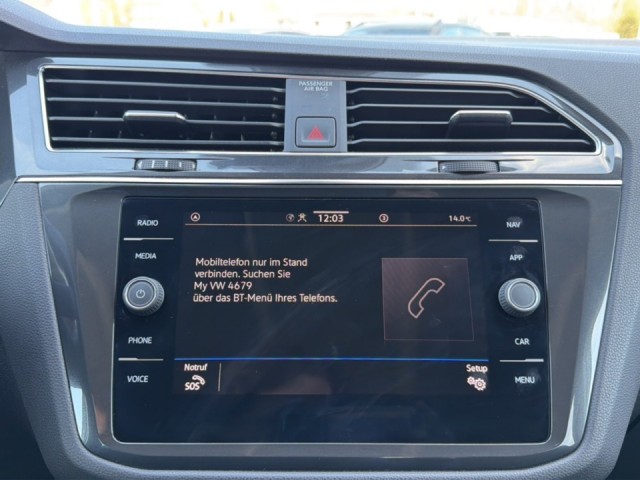 PASSENGER
AIR BAG
RADIO
MEDIA
PHONE
VOICE
12:03
3
14.0°C
Mobiltelefon nur im Stand
verbinden. Suchen Sie
My VW 4679
über das BT-Menü Ihres Telefons.
Notruf
SOS
Setup
NAV
APP
CAR
MENU